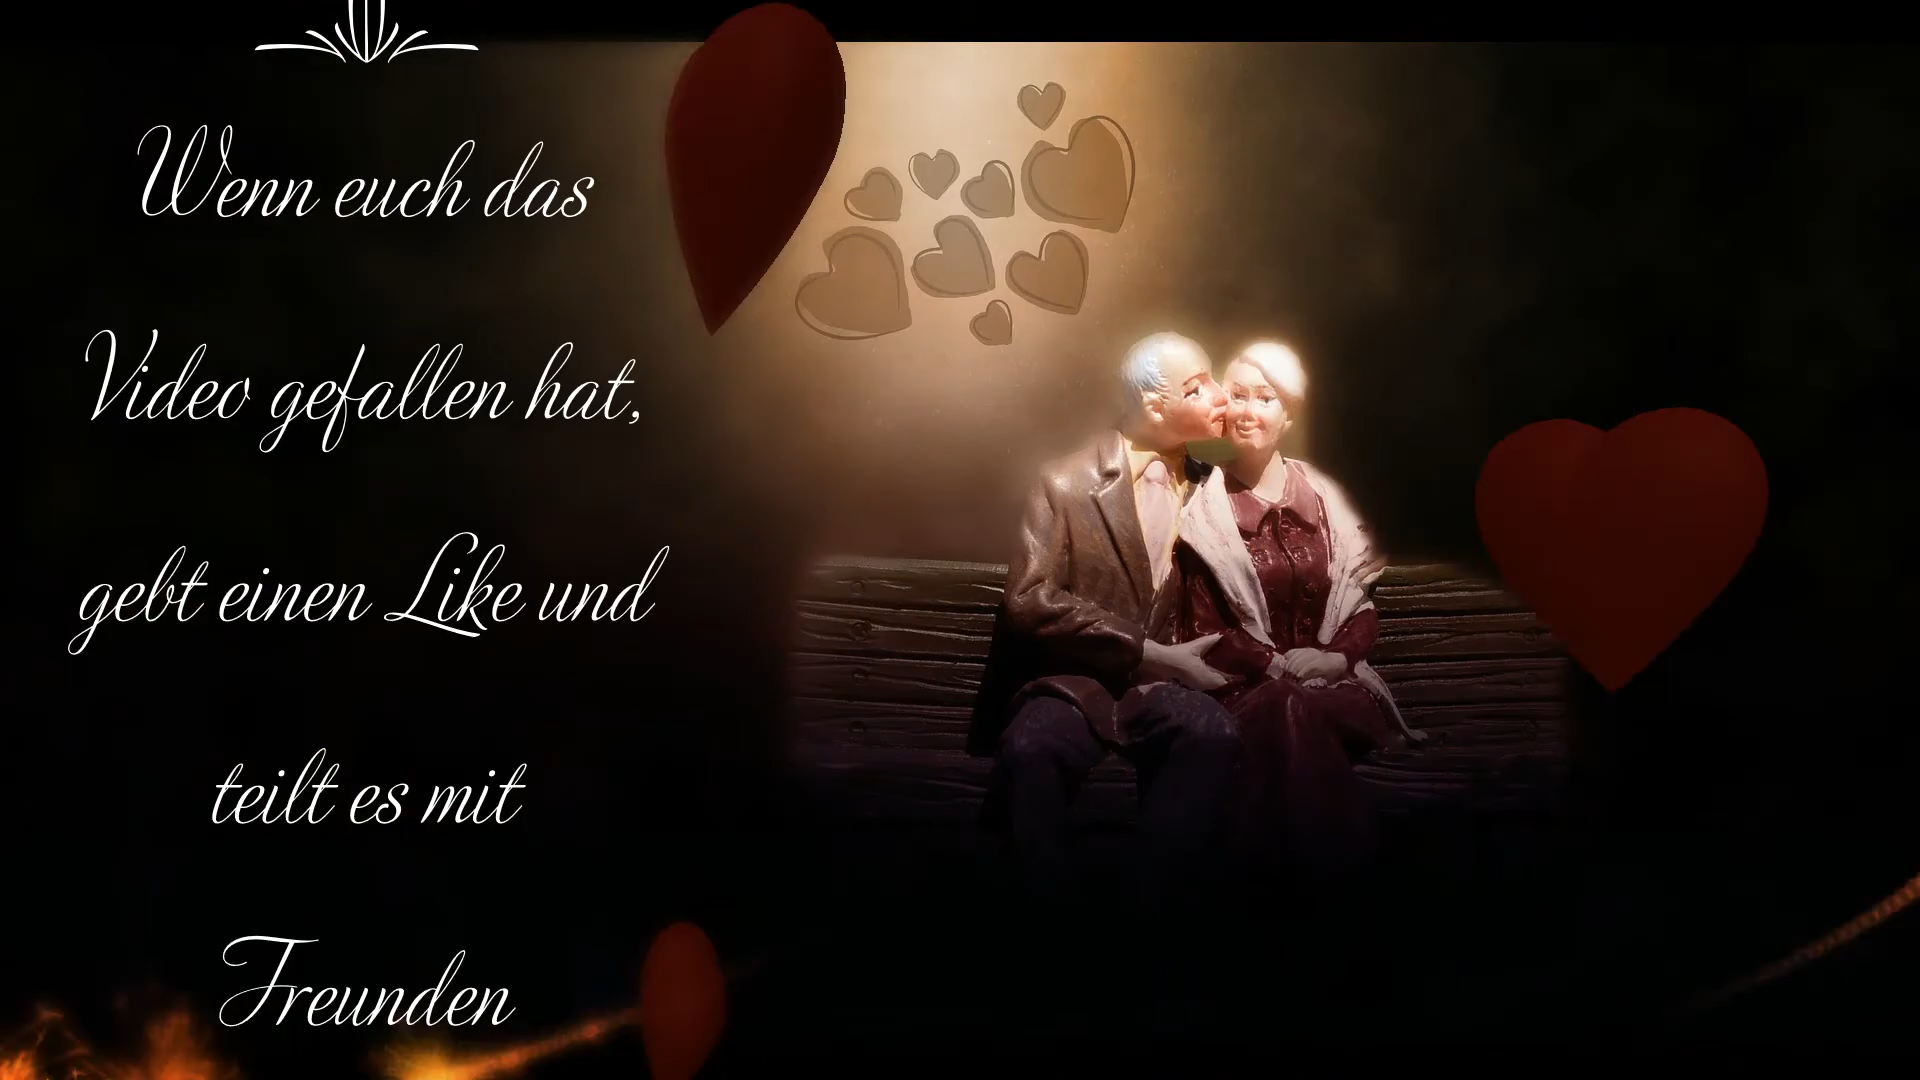 Wenn euch das
Video gefallen hat,
gebt einen Like und
teilt es mit
Freunden